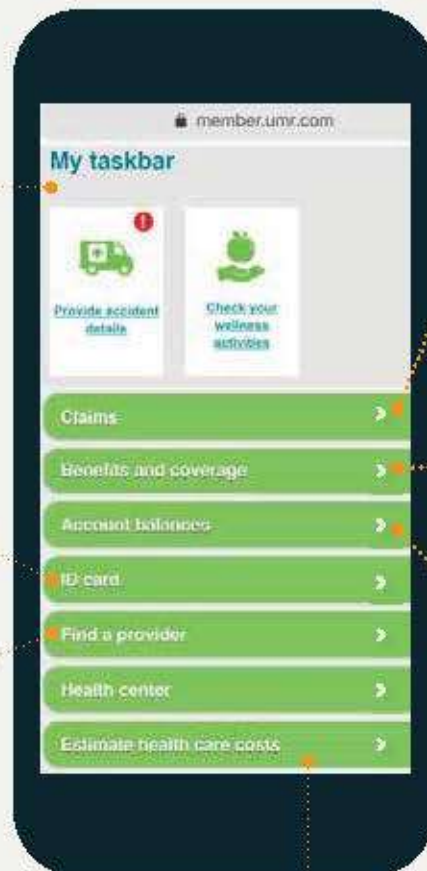 member.umr.com
My taskbar
!
Provide accident
details
Check your
wellness
activities
Claims
Benefits and coverage
Account balances
ID card
Find a provider
Health center
Estimate health care costs